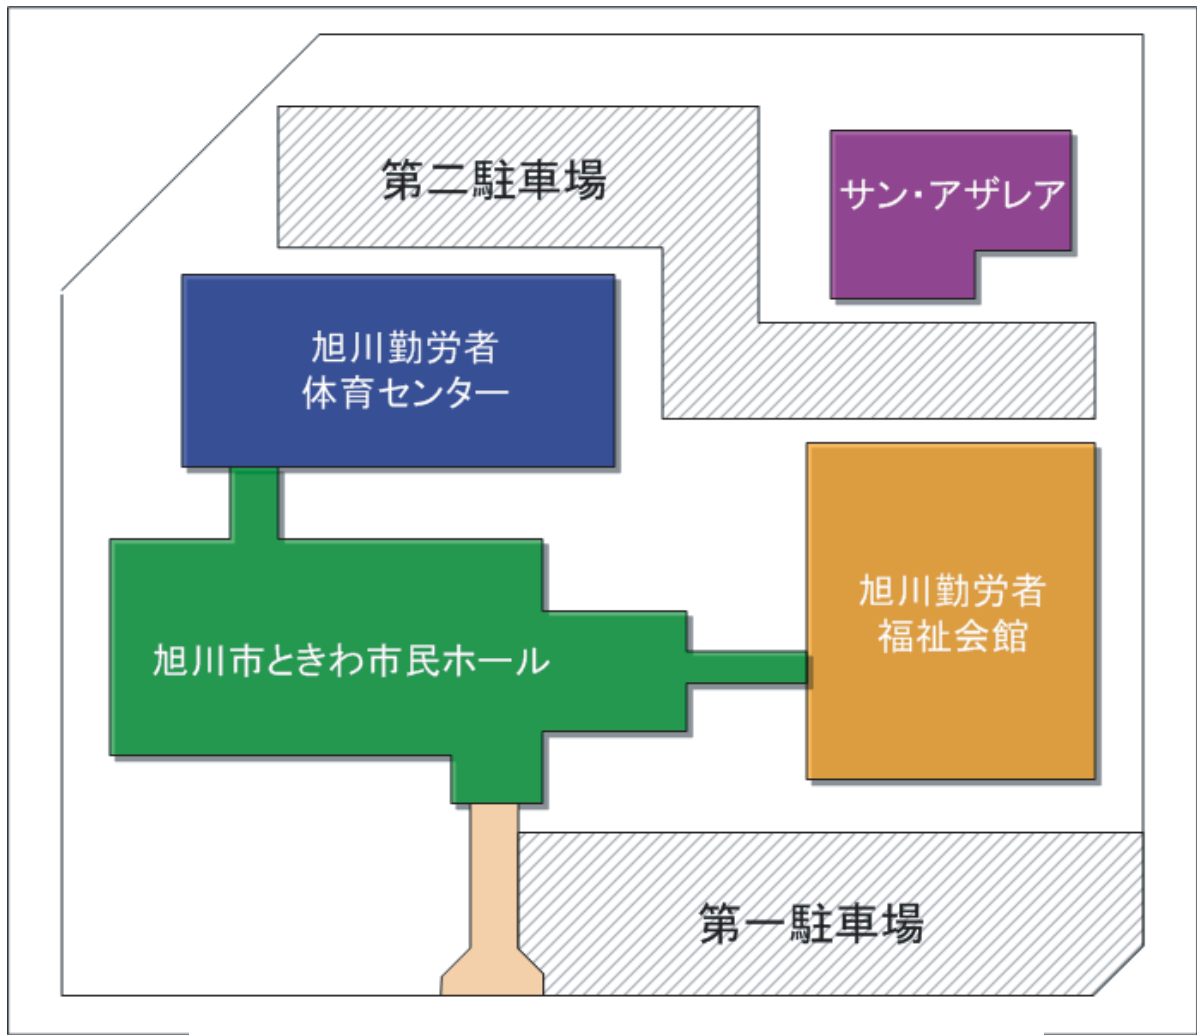 第二駐車場
サン・アザレア
旭川勤労者
体育センター
旭川勤労者
福祉会館
旭川市ときわ市民ホール
第一駐車場